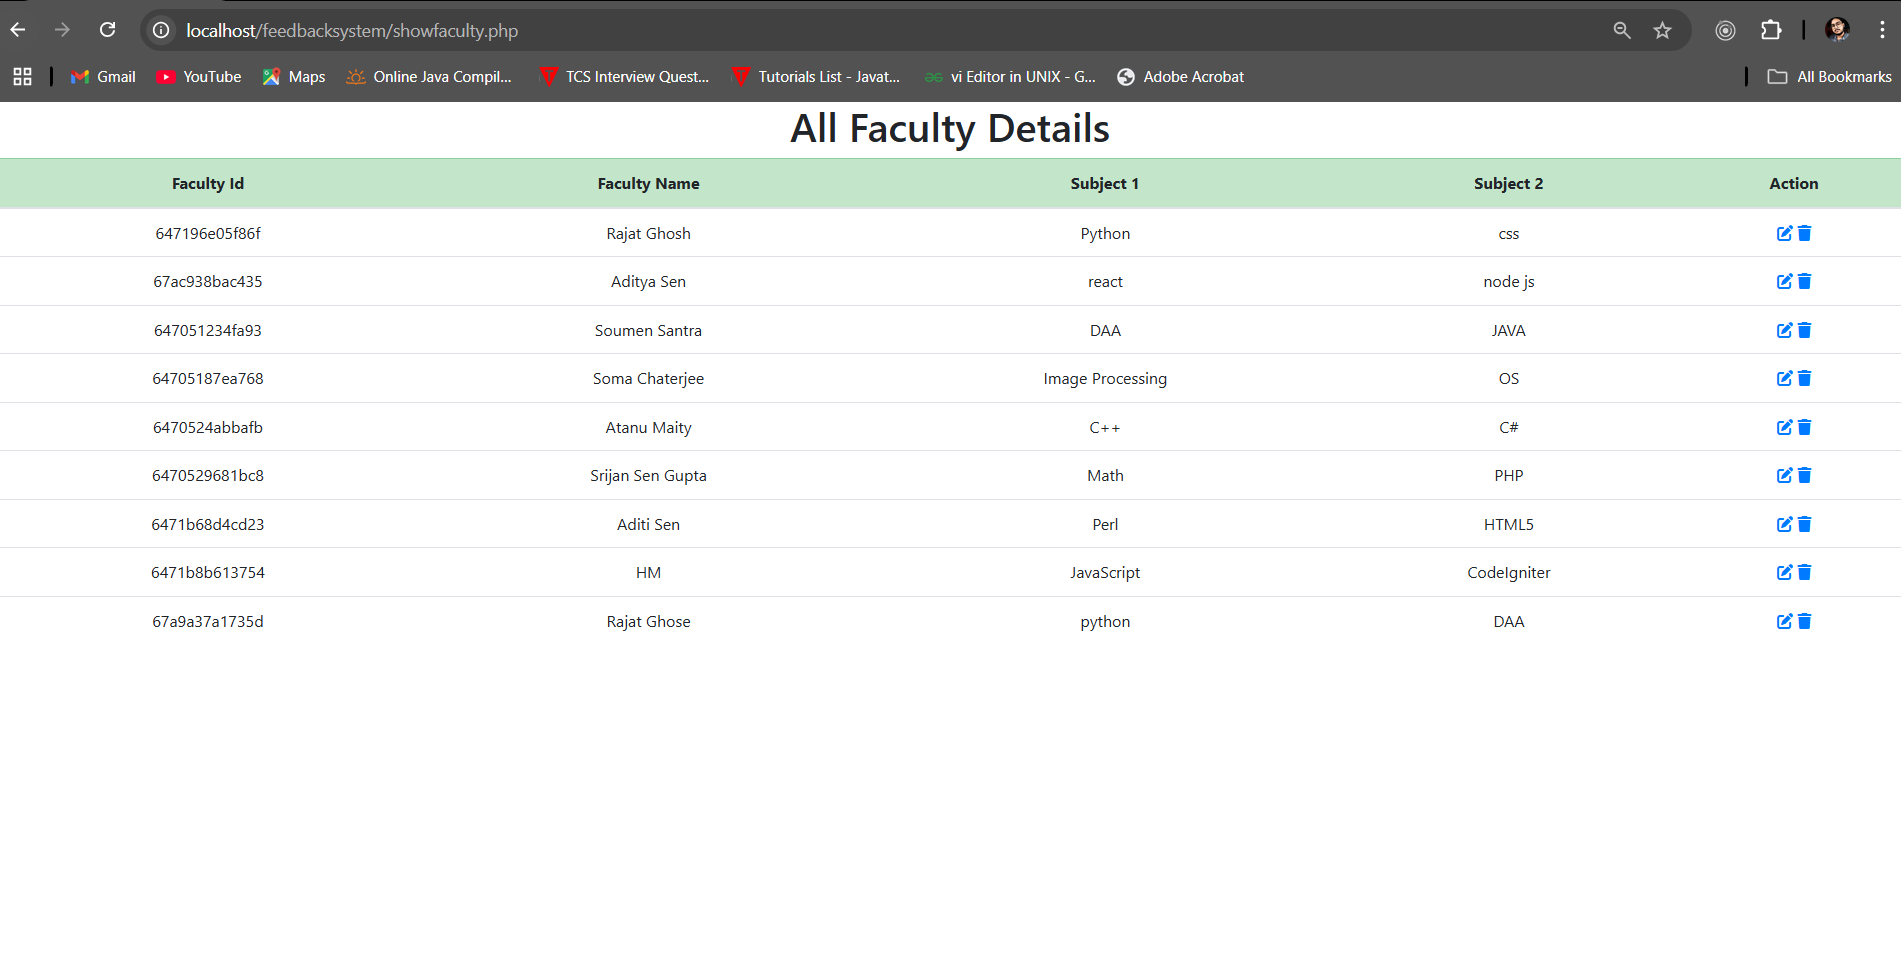 localhost/feedbacksystem/showfaculty.php
Gmail YouTube Maps Online Java Compil... TCS Interview Quest... Tutorials List - Javat... vi Editor in UNIX - G... Adobe Acrobat All Bookmarks
All Faculty Details
Faculty Id Faculty Name Subject 1 Subject 2 Action
647196e05f86f Rajat Ghosh Python css
67ac938bac435 Aditya Sen react node js
647051234fa93 Soumen Santra DAA JAVA
64705187ea768 Soma Chaterjee Image Processing OS
6470524abbafb Atanu Maity C++ C#
6470529681bc8 Srijan Sen Gupta Math PHP
6471b68d4cd23 Aditi Sen Perl HTML5
6471b8b613754 HM JavaScript CodeIgniter
67a9a37a1735d Rajat Ghose python DAA